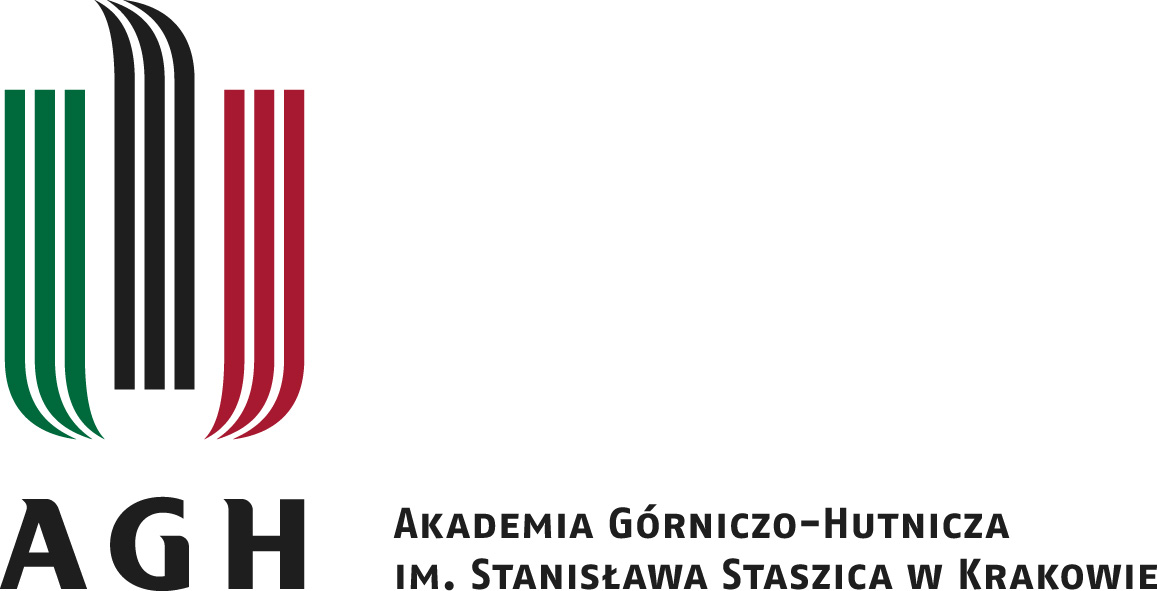 AGH
Akademia Górniczo-Hutnicza
im. Stanisława Staszica w Krakowie